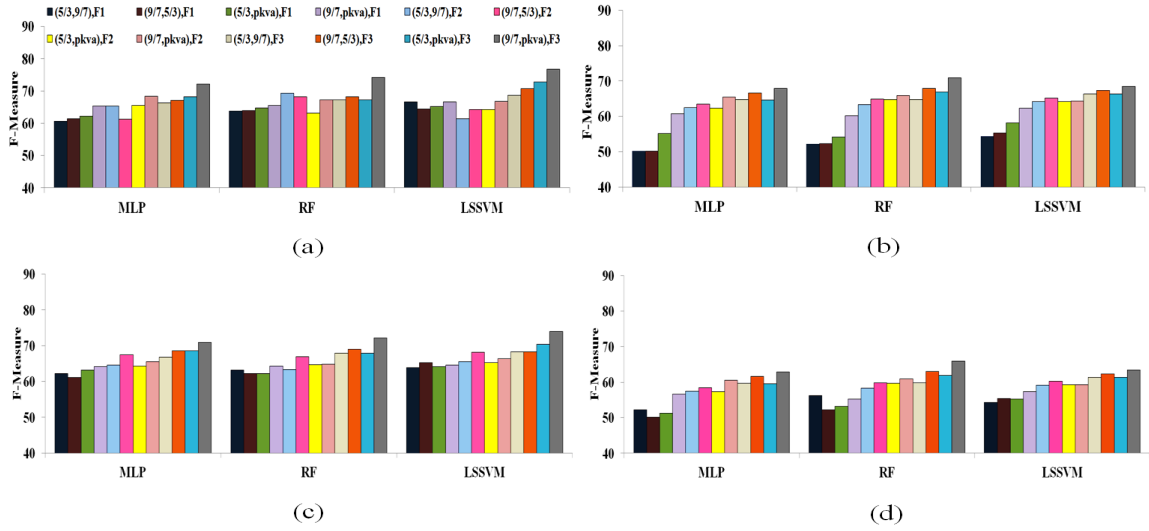 (5/3,9/7),F1 (9/7,5/3),F1 (5/3,pkva),F1 (9/7,pkva),F1 (5/3,9/7),F2 (9/7,5/3),F2
(5/3,pkva),F2 (9/7,pkva),F2 (5/3,9/7),F3 (9/7,5/3),F3 (5/3,pkva),F3 (9/7,pkva),F3
F-Measure
90
80
70
60
50
40
MLP RF LSSVM
(a)
F-Measure
90
80
70
60
50
40
MLP RF LSSVM
(b)
F-Measure
90
80
70
60
50
40
MLP RF LSSVM
(c)
F-Measure
90
80
70
60
50
40
MLP RF LSSVM
(d)